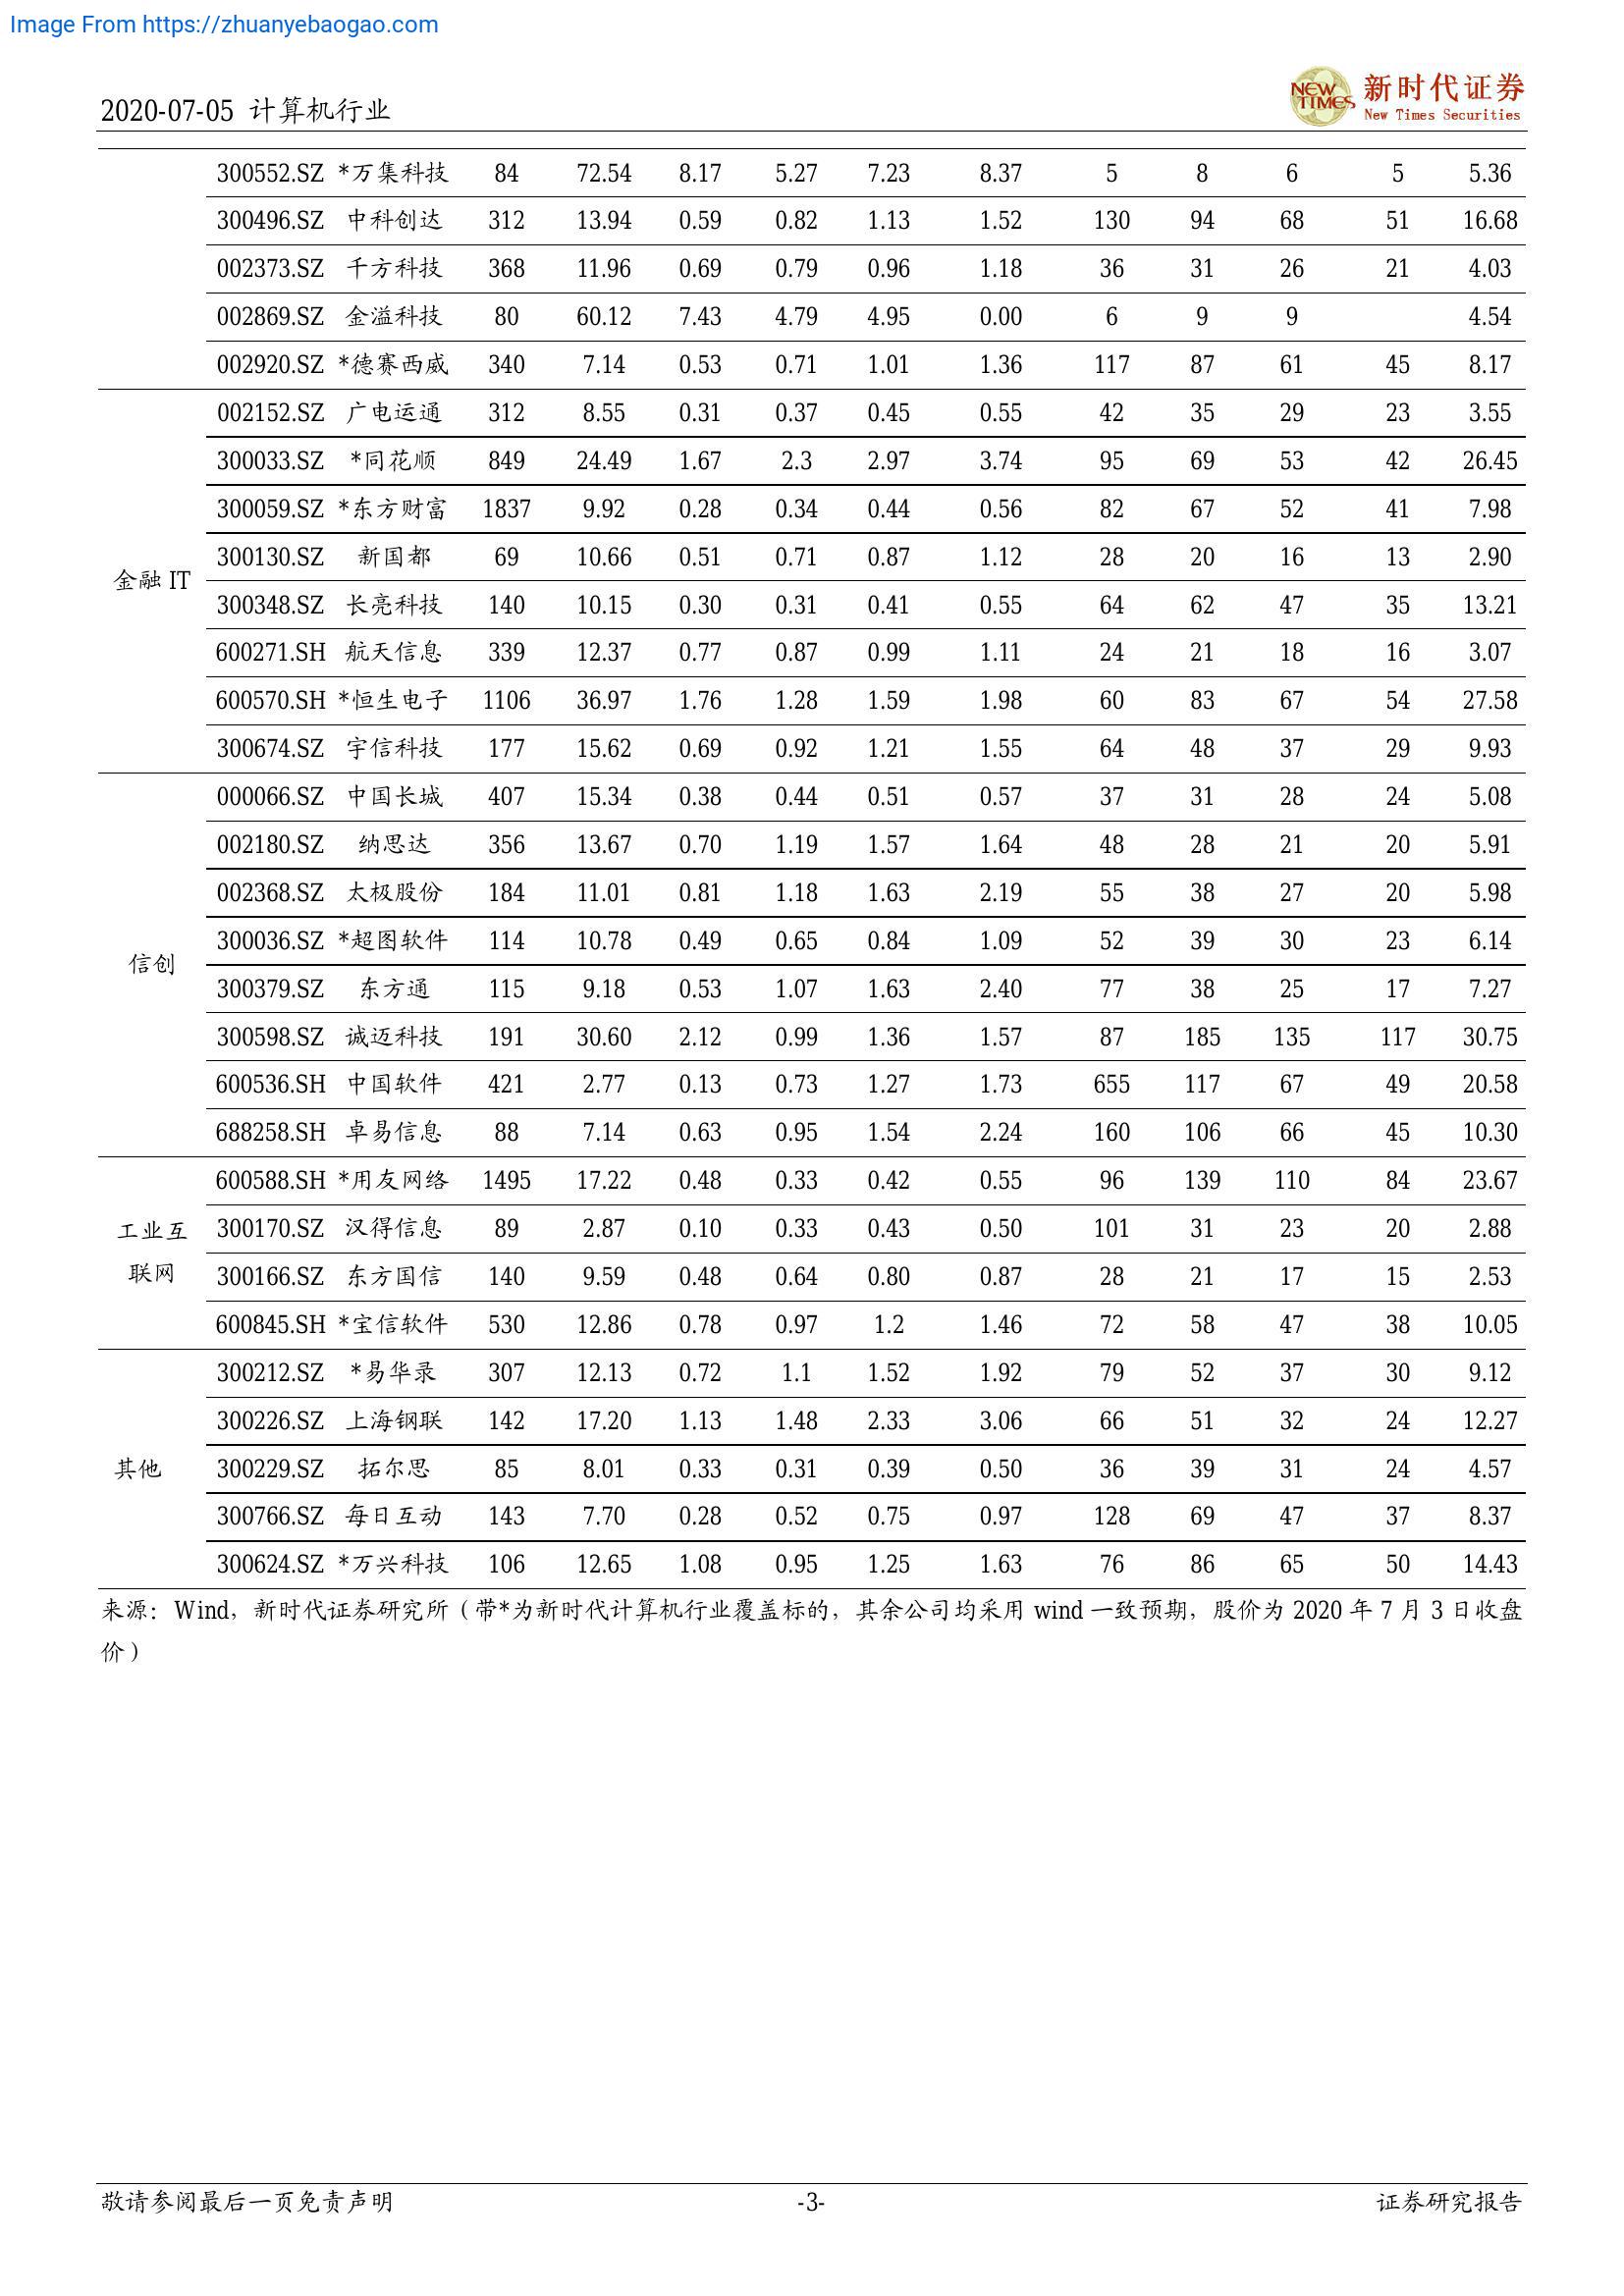 Image From https://zhuanyebaogao.com
2020-07-05 计算机行业
NEW TIMES 新时代证券
New Times Securities
300552.SZ *万集科技 84 72.54 8.17 5.27 7.23 8.37 5 8 6 5 5.36
300496.SZ 中科创达 312 13.94 0.59 0.82 1.13 1.52 130 94 68 51 16.68
002373.SZ 千方科技 368 11.96 0.69 0.79 0.96 1.18 36 31 26 21 4.03
002869.SZ 金溢科技 80 60.12 7.43 4.79 4.95 0.00 6 9 9 4.54
002920.SZ *德赛西威 340 7.14 0.53 0.71 1.01 1.36 117 87 61 45 8.17
002152.SZ 广电运通 312 8.55 0.31 0.37 0.45 0.55 42 35 29 23 3.55
300033.SZ *同花顺 849 24.49 1.67 2.3 2.97 3.74 95 69 53 42 26.45
300059.SZ *东方财富 1837 9.92 0.28 0.34 0.44 0.56 82 67 52 41 7.98
300130.SZ 新国都 69 10.66 0.51 0.71 0.87 1.12 28 20 16 13 2.90
金融 IT
300348.SZ 长亮科技 140 10.15 0.30 0.31 0.41 0.55 64 62 47 35 13.21
600271.SH 航天信息 339 12.37 0.77 0.87 0.99 1.11 24 21 18 16 3.07
600570.SH *恒生电子 1106 36.97 1.76 1.28 1.59 1.98 60 83 67 54 27.58
300674.SZ 宇信科技 177 15.62 0.69 0.92 1.21 1.55 64 48 37 29 9.93
000066.SZ 中国长城 407 15.34 0.38 0.44 0.51 0.57 37 31 28 24 5.08
002180.SZ 纳思达 356 13.67 0.70 1.19 1.57 1.64 48 28 21 20 5.91
002368.SZ 太极股份 184 11.01 0.81 1.18 1.63 2.19 55 38 27 20 5.98
300036.SZ *超图软件 114 10.78 0.49 0.65 0.84 1.09 52 39 30 23 6.14
信创
300379.SZ 东方通 115 9.18 0.53 1.07 1.63 2.40 77 38 25 17 7.27
300598.SZ 诚迈科技 191 30.60 2.12 0.99 1.36 1.57 87 185 135 117 30.75
600536.SH 中国软件 421 2.77 0.13 0.73 1.27 1.73 655 117 67 49 20.58
688258.SH 卓易信息 88 7.14 0.63 0.95 1.54 2.24 160 106 66 45 10.30
600588.SH *用友网络 1495 17.22 0.48 0.33 0.42 0.55 96 139 110 84 23.67
工业互 300170.SZ 汉得信息 89 2.87 0.10 0.33 0.43 0.50 101 31 23 20 2.88
联网 300166.SZ 东方国信 140 9.59 0.48 0.64 0.80 0.87 28 21 17 15 2.53
600845.SH *宝信软件 530 12.86 0.78 0.97 1.2 1.46 72 58 47 38 10.05
300212.SZ *易华录 307 12.13 0.72 1.1 1.52 1.92 79 52 37 30 9.12
300226.SZ 上海钢联 142 17.20 1.13 1.48 2.33 3.06 66 51 32 24 12.27
其他 300229.SZ 拓尔思 85 8.01 0.33 0.31 0.39 0.50 36 39 31 24 4.57
300766.SZ 每日互动 143 7.70 0.28 0.52 0.75 0.97 128 69 47 37 8.37
300624.SZ *万兴科技 106 12.65 1.08 0.95 1.25 1.63 76 86 65 50 14.43
来源：Wind，新时代证券研究所（带*为新时代计算机行业覆盖标的，其余公司均采用 wind 一致预期，股价为 2020 年 7 月 3 日收盘
价）
敬请参阅最后一页免责声明 -3- 证券研究报告